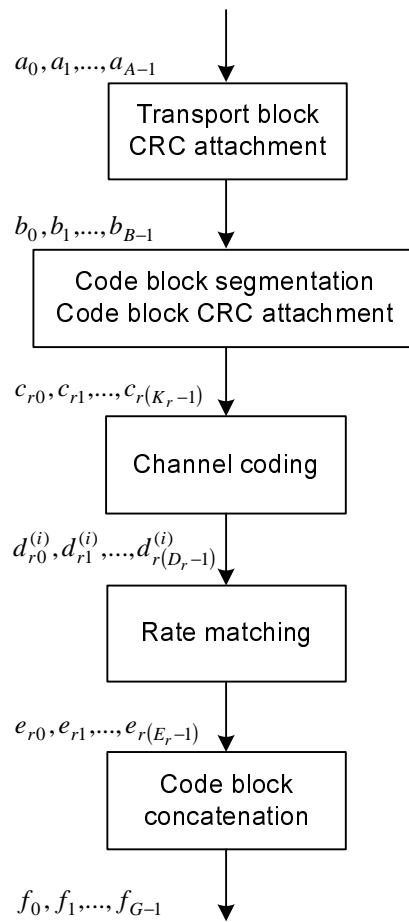 a_0, a_1,..., a_{A-1}
Transport block
CRC attachment
b_0, b_1,..., b_{B-1}
Code block segmentation
Code block CRC attachment
c_{r0}, c_{r1},..., c_{r(K_r-1)}
Channel coding
d_{r0}^{(i)}, d_{r1}^{(i)},..., d_{r(D_r-1)}^{(i)}
Rate matching
e_{r0}, e_{r1},..., e_{r(E_r-1)}
Code block
concatenation
f_0, f_1,..., f_{G-1}